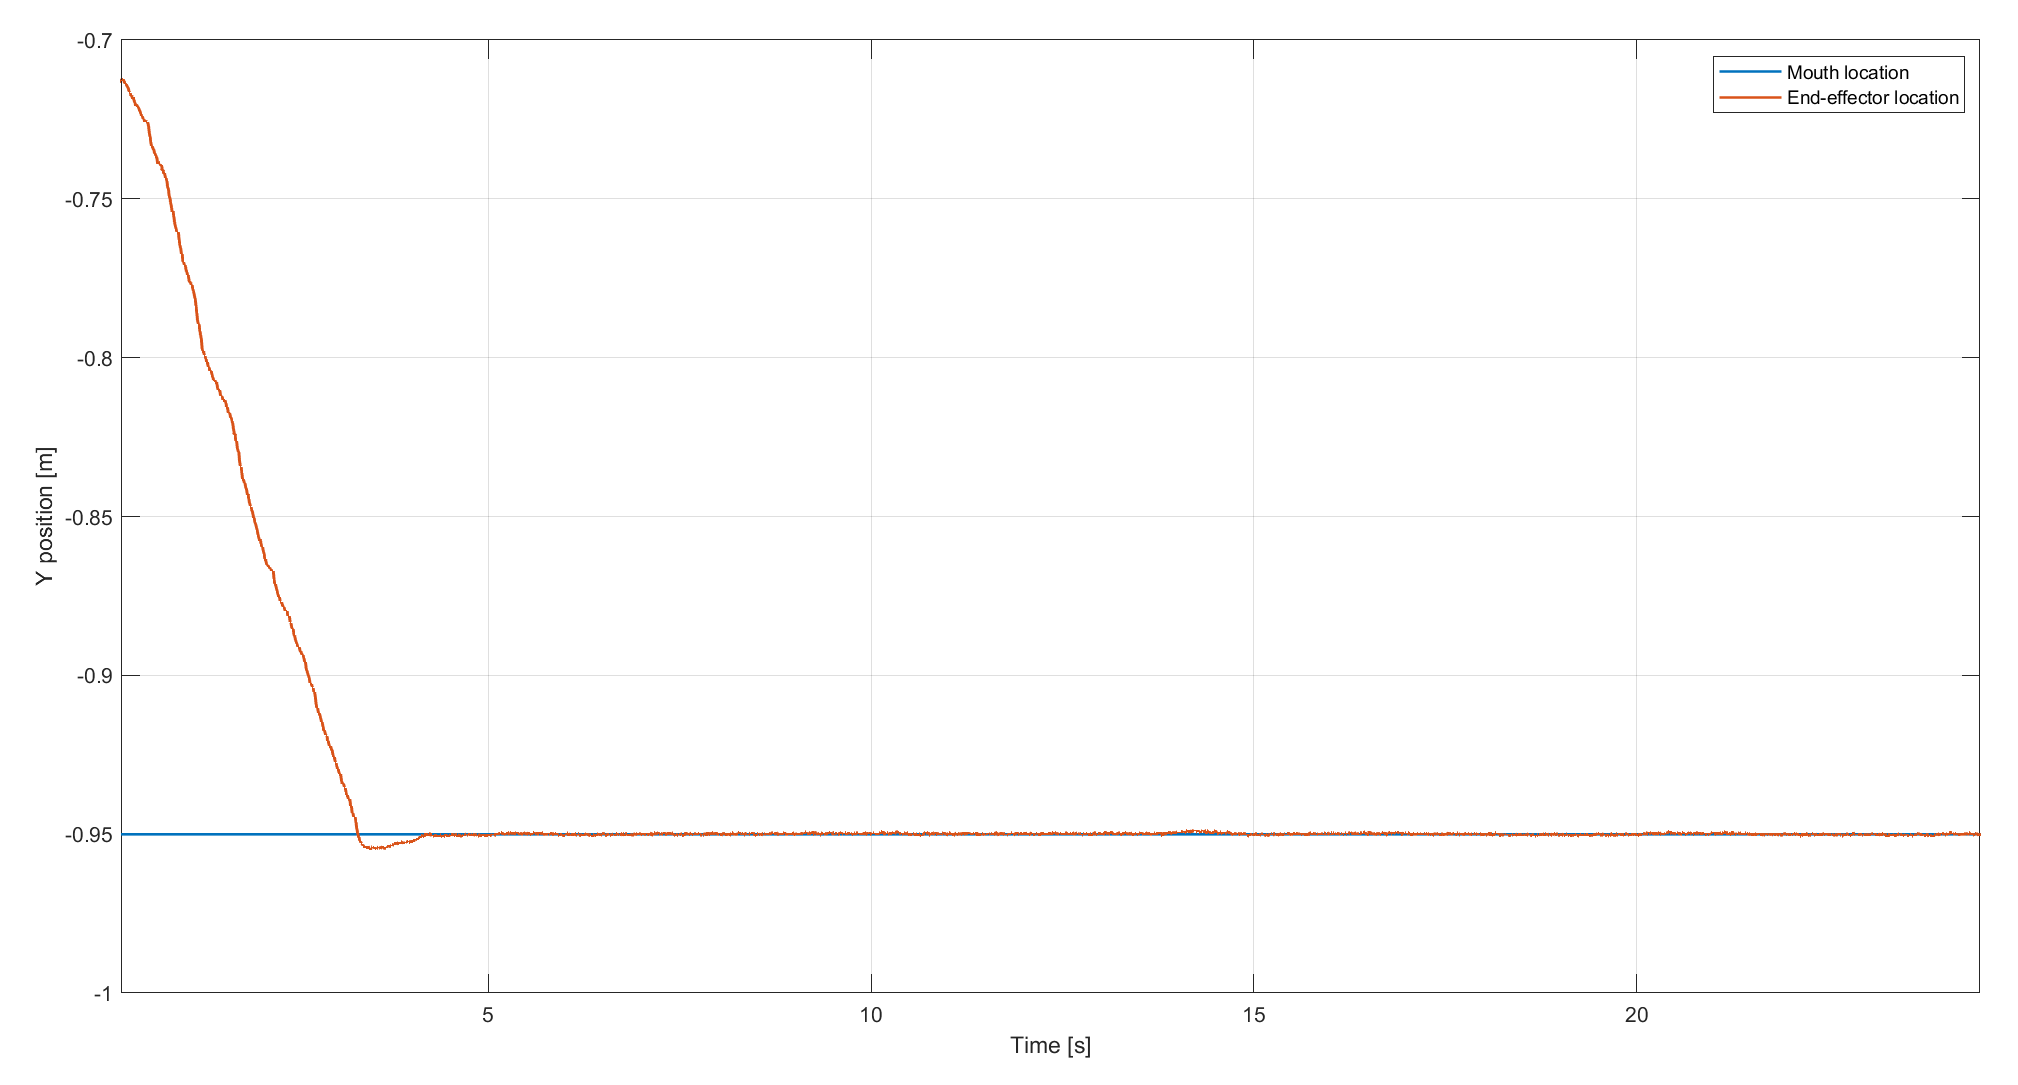 -0.7
-0.75
-0.8
-0.85
-0.9
-0.95
-1
Y position [m]
Mouth location
End-effector location
5
10
15
20
Time [s]